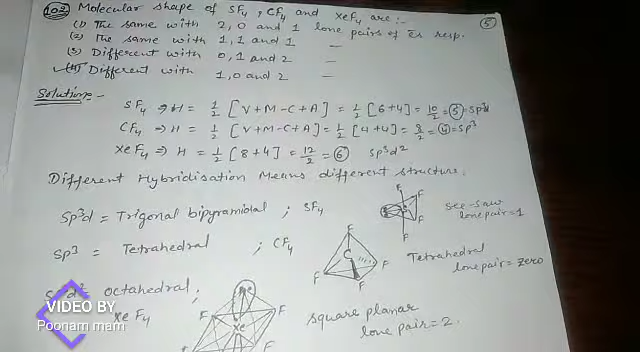 102 Molecular shape of SF4, CF4 and XeF4 are:- 5
(1) The same with 2, 0 and 1 lone pairs of es resp.
(2) The same with 1, 1 and 1 —
(3) Different with 0, 1 and 2 —
(4) Different with 1, 0 and 2 —
Solution:-
SF4 ⇒ H = 1/2 [V+M-C+A] = 1/2 [6+4] = 10/2 = 5 = sp3d
CF4 ⇒ H = 1/2 [V+M-C+A] = 1/2 [4+4] = 8/2 = 4 = sp3
XeF4 ⇒ H = 1/2 [8+4] = 12/2 = 6 sp3d2
Different Hybridisation Means different structure.
sp3d = Trigonal bipyramidal ; SF4
F F F F
see-saw
lone pair = 1
sp3 = Tetrahedral ; CF4
F C F F F
Tetrahedral
lone pair = zero
octahedral,
XeF4
F F Xe F
square planar
lone pair = 2.
VIDEO BY
Poonam mam